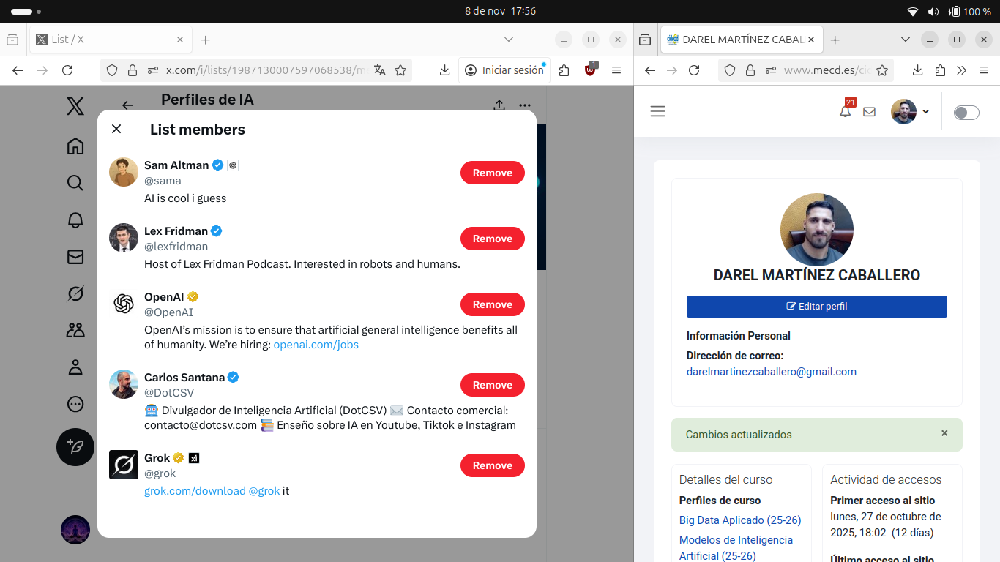 8 de nov 17:56
100 %
List / X
x.com/i/lists/1987130007597068538/m
Iniciar sesión
1
Perfiles de IA
List members
Sam Altman
@sama
AI is cool i guess
Remove
Lex Fridman
@lexfridman
Host of Lex Fridman Podcast. Interested in robots and humans.
Remove
OpenAI
@OpenAI
OpenAI’s mission is to ensure that artificial general intelligence benefits all
of humanity. We’re hiring: openai.com/jobs
Remove
Carlos Santana
@DotCSV
🤖 Divulgador de Inteligencia Artificial (DotCSV) ✉️ Contacto comercial:
contacto@dotcsv.com 📚 Enseño sobre IA en Youtube, Tiktok e Instagram
Remove
Grok
@grok
grok.com/download @grok it
Remove
DAREL MARTÍNEZ CABAL
www.mecd.es/ci
21
DAREL MARTÍNEZ CABALLERO
Editar perfil
Información Personal
Dirección de correo:
darelmartinezcaballero@gmail.com
Cambios actualizados
×
Detalles del curso
Perfiles de curso
Big Data Aplicado (25-26)
Modelos de Inteligencia
Artificial (25-26)
Actividad de accesos
Primer acceso al sitio
lunes, 27 de octubre de
2025, 18:02 (12 días)
Último acceso al sitio